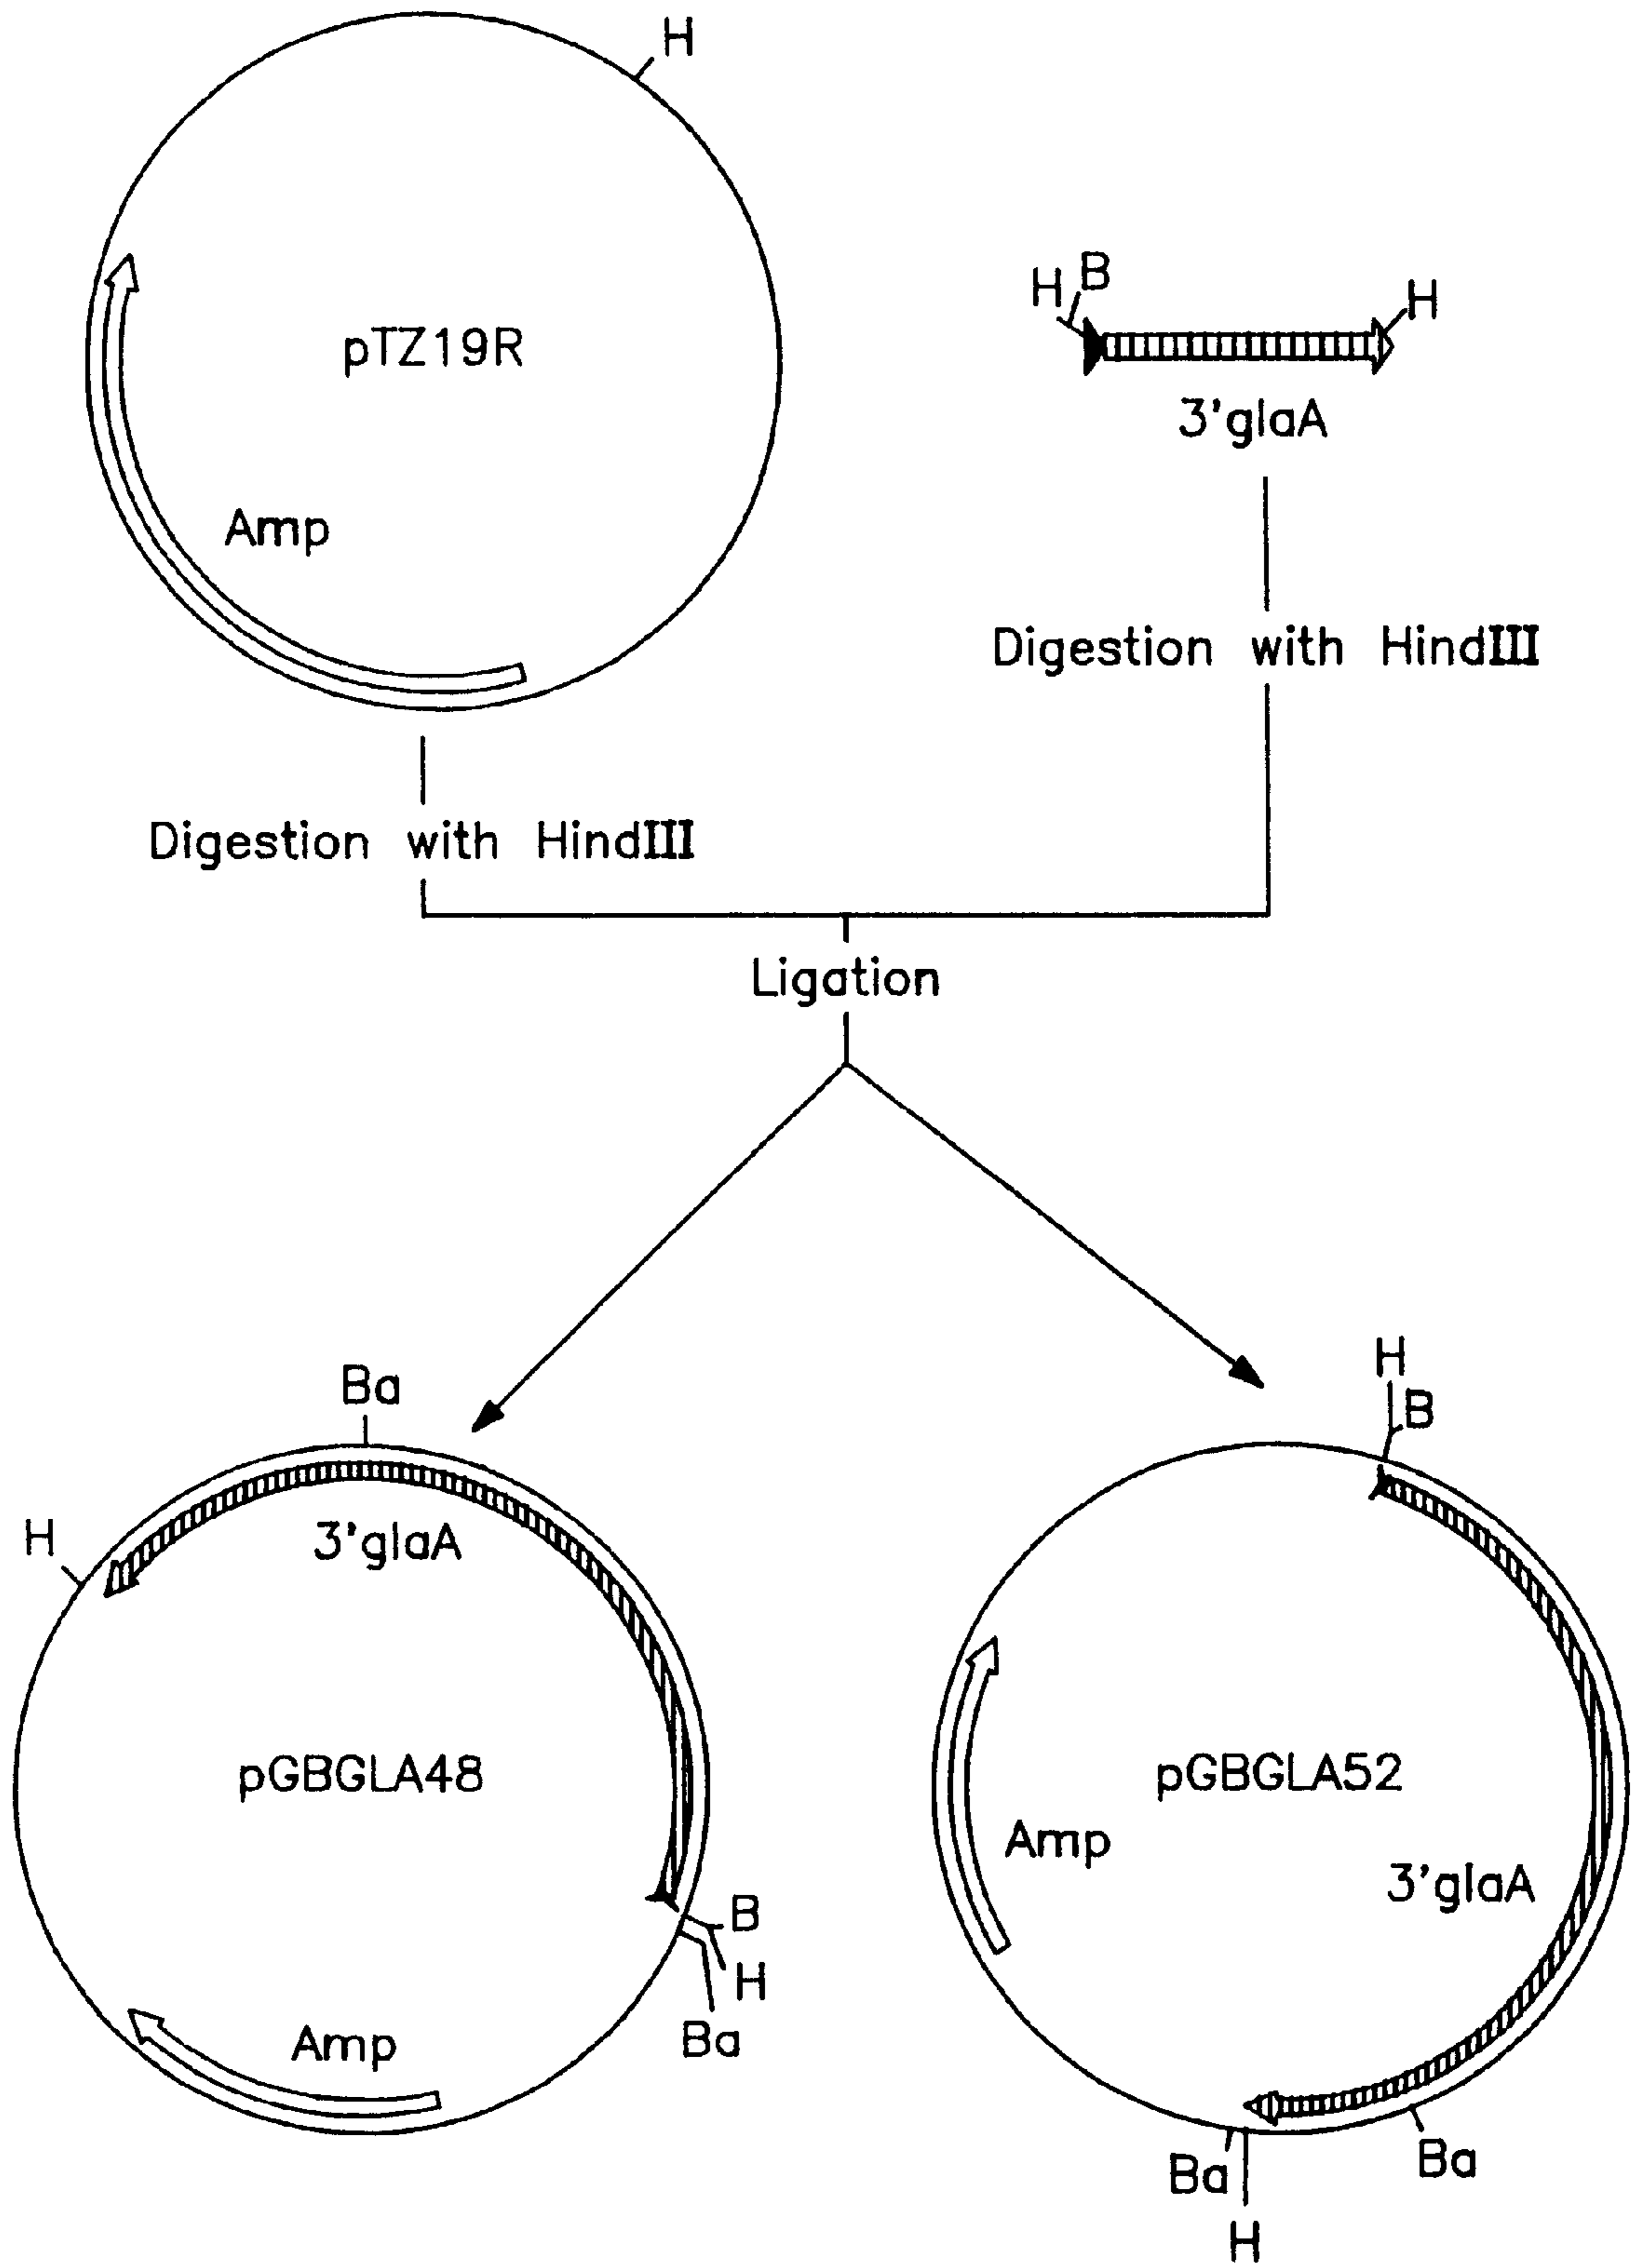 H
pTZ19R
Amp
H B
H
3'glaA
Digestion with HindIII
Digestion with HindIII
Ligation
Ba
H
3'glaA
pGBGLA48
B
H
Ba
Amp
H
B
pGBGLA52
Amp
3'glaA
Ba
Ba
H